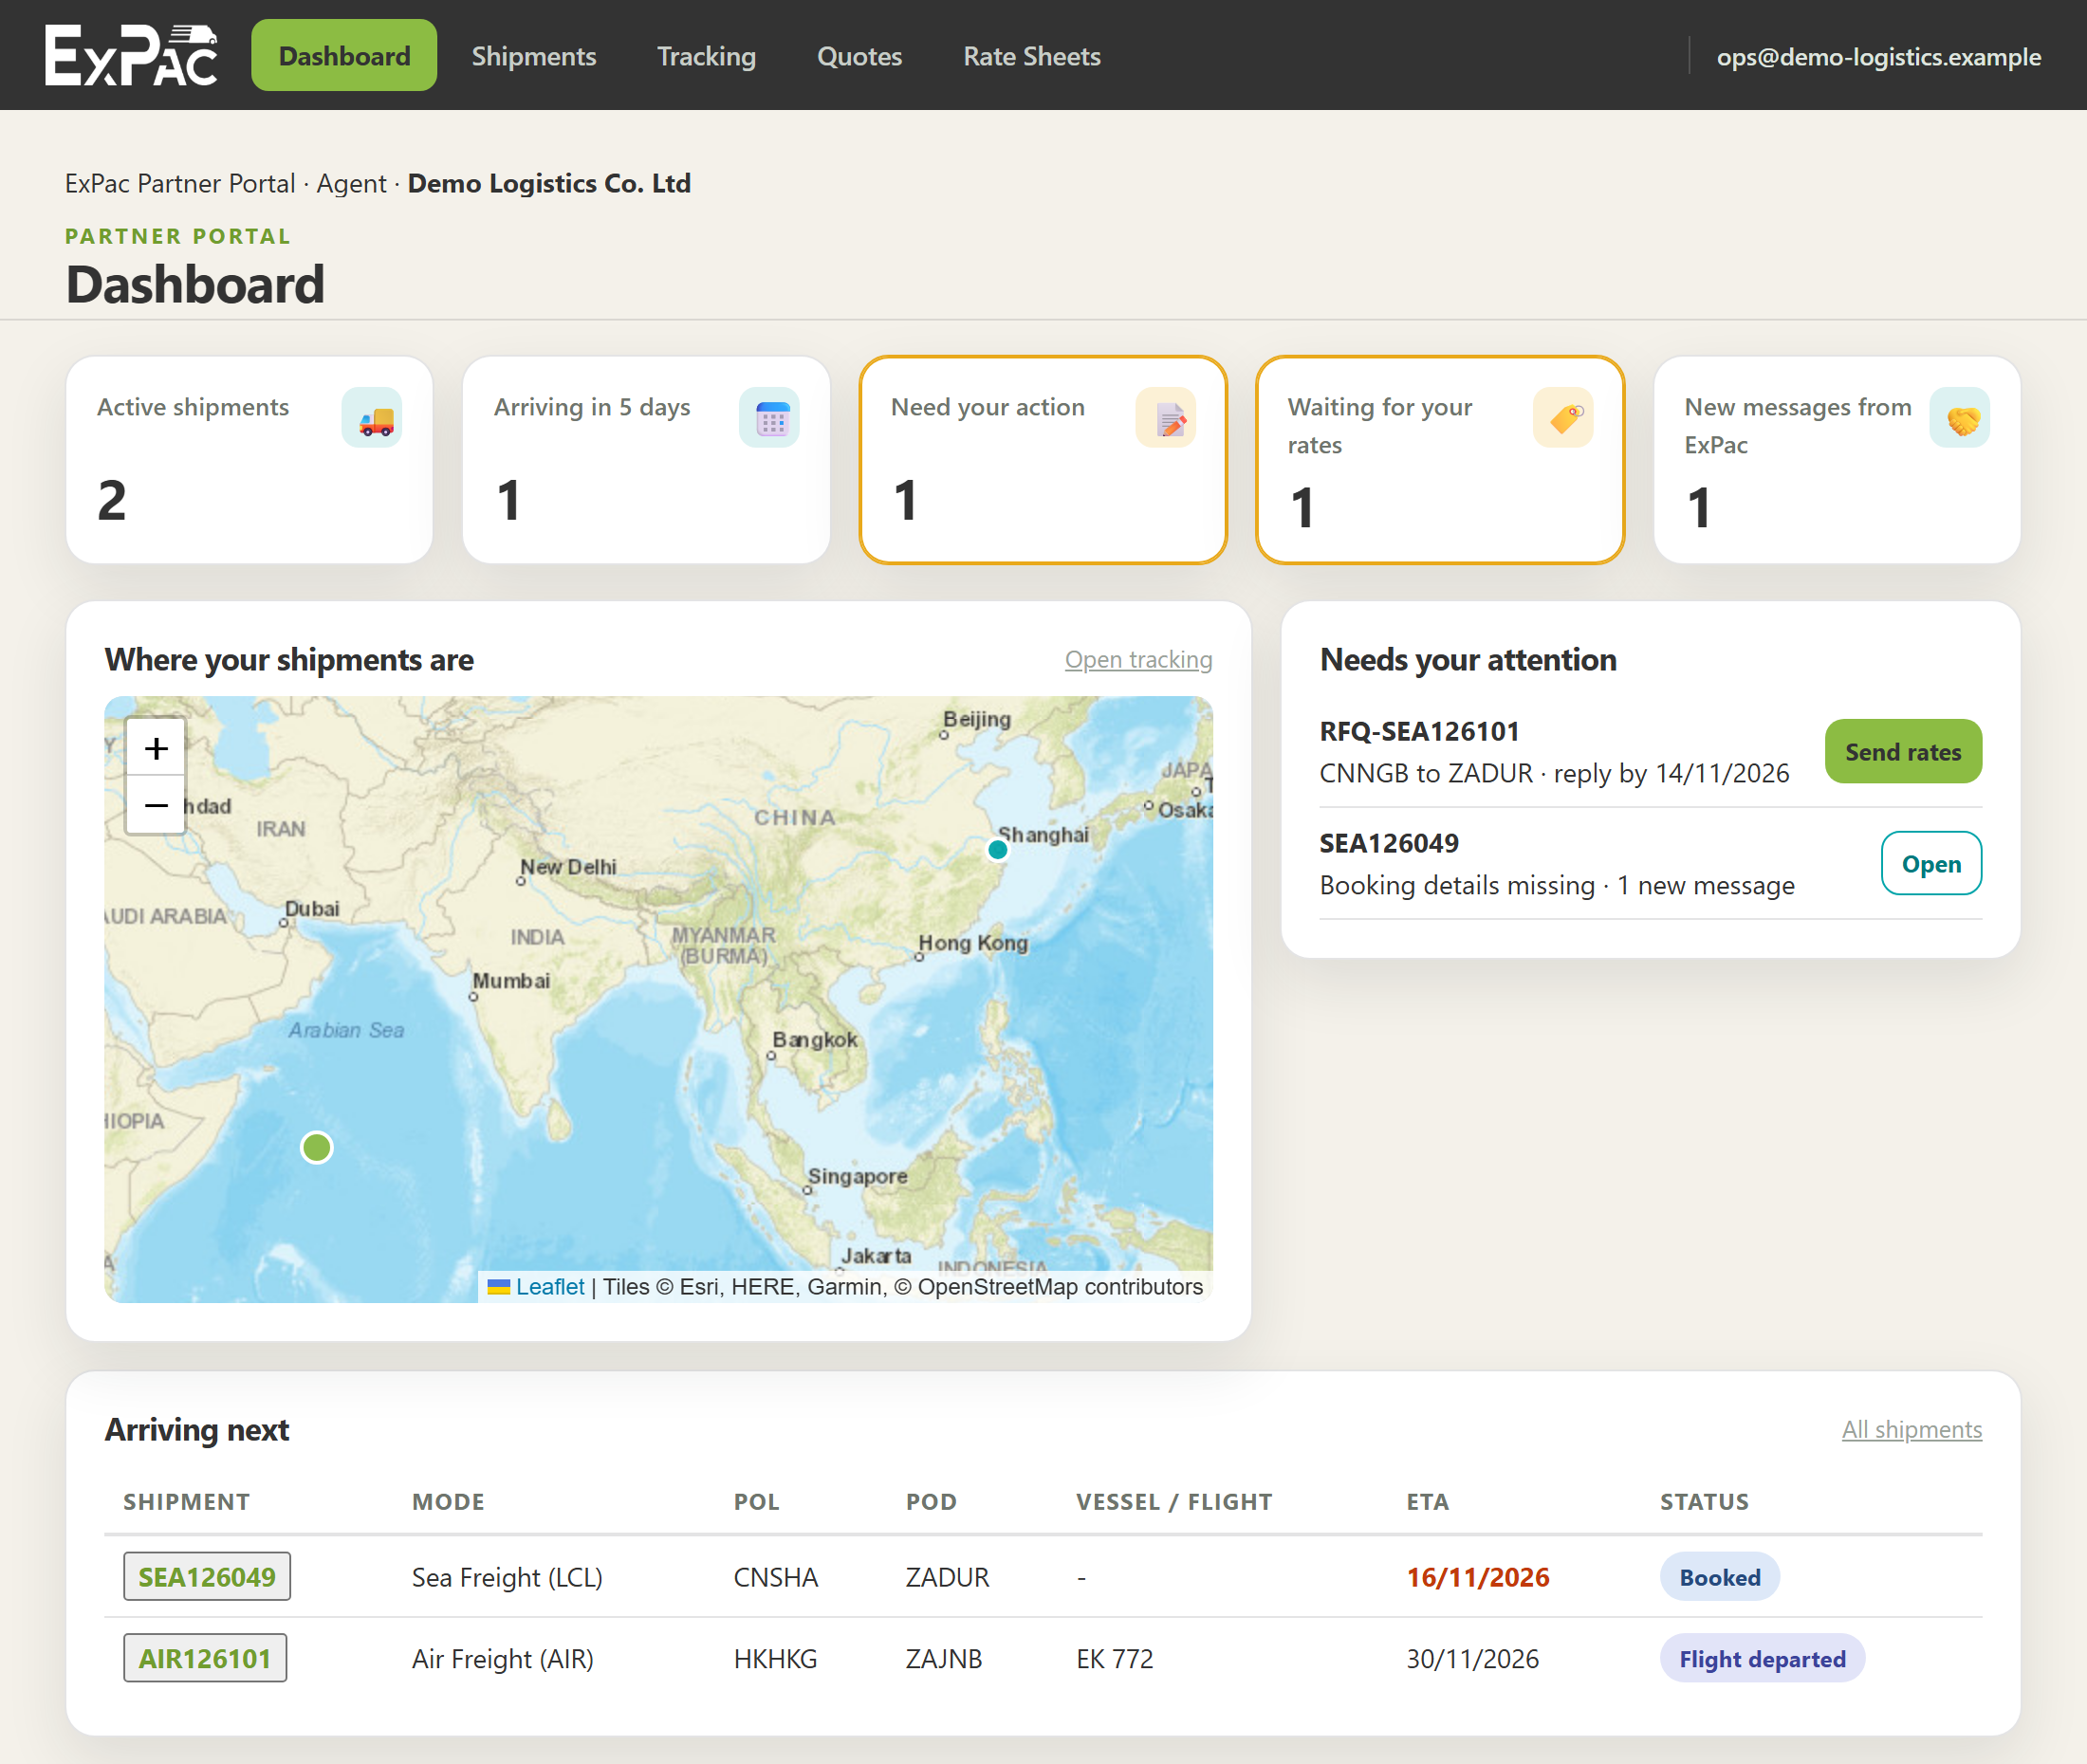 ExPac
Dashboard
Shipments
Tracking
Quotes
Rate Sheets
ops@demo-logistics.example
ExPac Partner Portal · Agent · Demo Logistics Co. Ltd
PARTNER PORTAL
Dashboard
Active shipments
2
Arriving in 5 days
1
Need your action
1
Waiting for your
rates
1
New messages from
ExPac
1
Where your shipments are
Open tracking
+
−
Beijing
JAPA
Osaka
hdad
IRAN
CHINA
Shanghai
New Delhi
Dubai
AUDI ARABIA
INDIA
MYANMAR
(BURMA)
Hong Kong
Mumbai
Arabian Sea
Bangkok
HIOPIA
Singapore
Jakarta
INDONESIA
Leaflet | Tiles © Esri, HERE, Garmin, © OpenStreetMap contributors
Needs your attention
RFQ-SEA126101
CNNGB to ZADUR · reply by 14/11/2026
Send rates
SEA126049
Booking details missing · 1 new message
Open
Arriving next
All shipments
SHIPMENT MODE POL POD VESSEL / FLIGHT ETA STATUS
SEA126049 Sea Freight (LCL) CNSHA ZADUR - 16/11/2026 Booked
AIR126101 Air Freight (AIR) HKHKG ZAJNB EK 772 30/11/2026 Flight departed